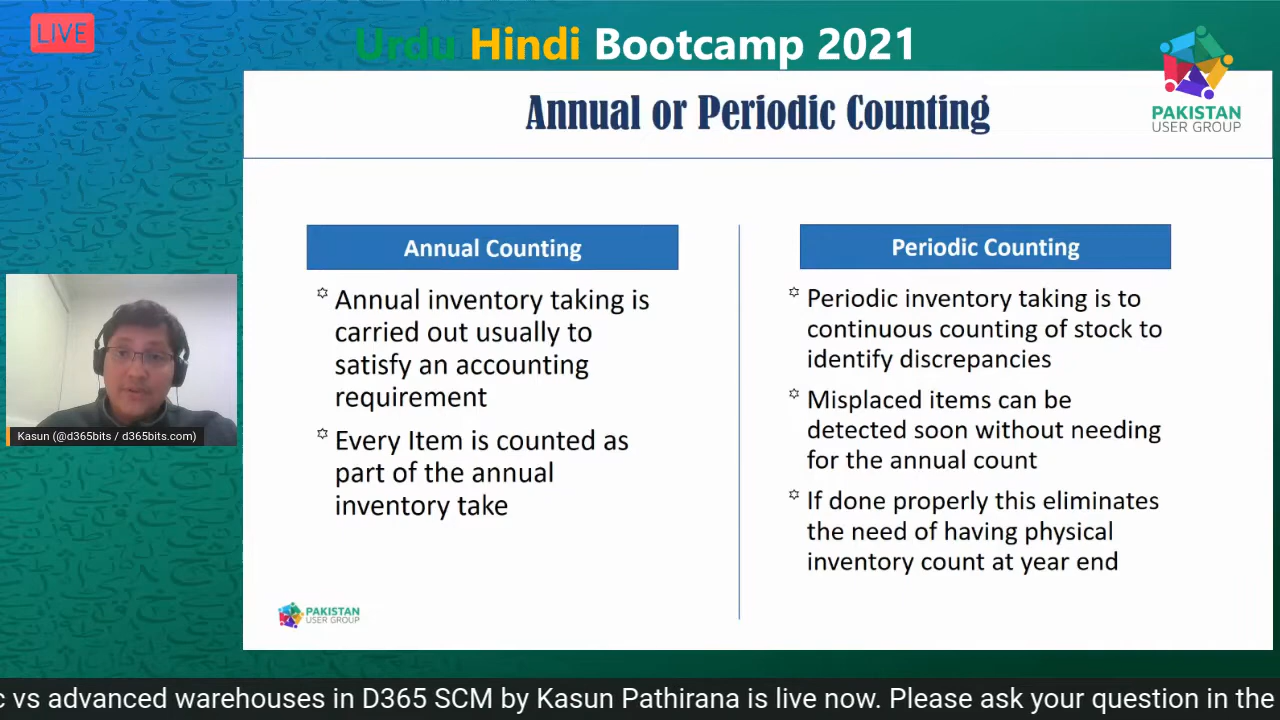 LIVE
Urdu Hindi Bootcamp 2021
PAKISTAN
USER GROUP
Annual or Periodic Counting
Annual Counting
Annual inventory taking is
carried out usually to
satisfy an accounting
requirement
Every Item is counted as
part of the annual
inventory take
Periodic Counting
Periodic inventory taking is to
continuous counting of stock to
identify discrepancies
Misplaced items can be
detected soon without needing
for the annual count
If done properly this eliminates
the need of having physical
inventory count at year end
Kasun (@d365bits / d365bits.com)
PAKISTAN
USER GROUP
c vs advanced warehouses in D365 SCM by Kasun Pathirana is live now. Please ask your question in the